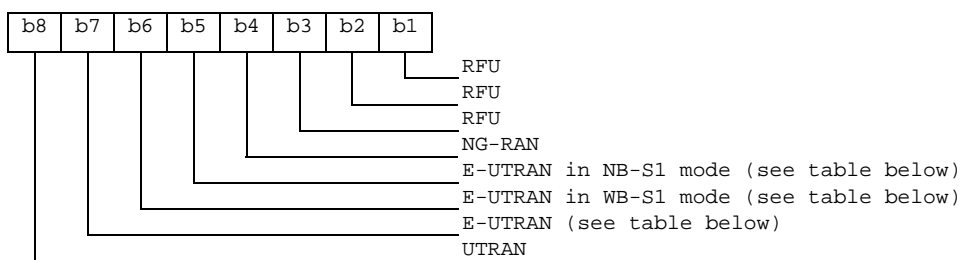 b8 b7 b6 b5 b4 b3 b2 b1
RFU
RFU
RFU
NG-RAN
E-UTRAN in NB-S1 mode (see table below)
E-UTRAN in WB-S1 mode (see table below)
E-UTRAN (see table below)
UTRAN